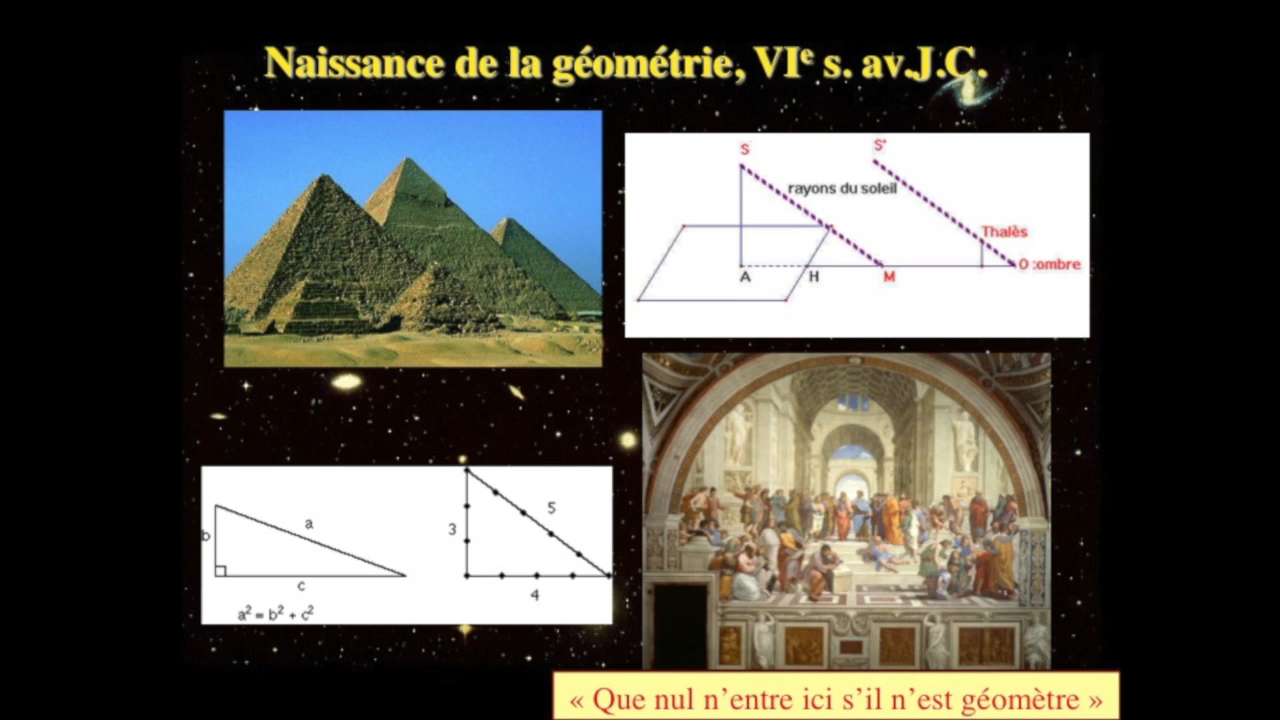 Naissance de la géométrie, VIe s. av.J.C.
S
S'
rayons du soleil
Thalès
A
H
M
O :ombre
b
a
c
a² = b² + c²
3
5
4
« Que nul n'entre ici s'il n'est géomètre »